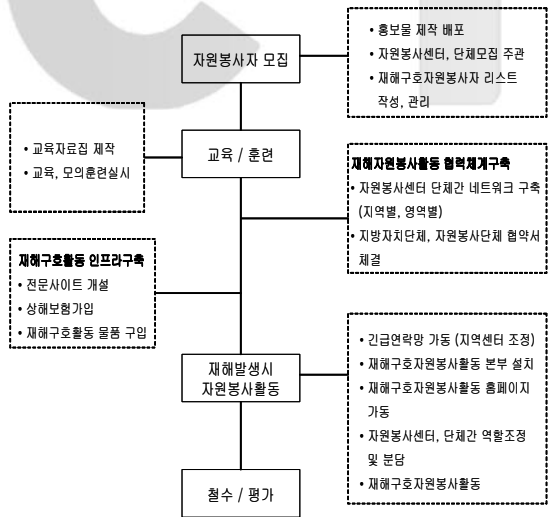 자원봉사자 모집
• 홍보물 제작 배포
• 자원봉사센터, 단체모집 주관
• 재해구호자원봉사자 리스트
작성, 관리
• 교육자료집 제작
• 교육, 모의훈련실시
교육 / 훈련
재해자원봉사활동 협력체계구축
• 자원봉사센터 단체간 네트워크 구축
(지역별, 영역별)
• 지방자치단체, 자원봉사단체 협약서
체결
재해구호활동 인프라구축
• 전문사이트 개설
• 상해보험가입
• 재해구호활동 물품 구입
재해발생시
자원봉사활동
• 긴급연락망 가동 (지역센터 조정)
• 재해구호자원봉사활동 본부 설치
• 재해구호자원봉사활동 홈페이지
가동
• 자원봉사센터, 단체간 역할조정
및 분담
• 재해구호자원봉사활동
철수 / 평가